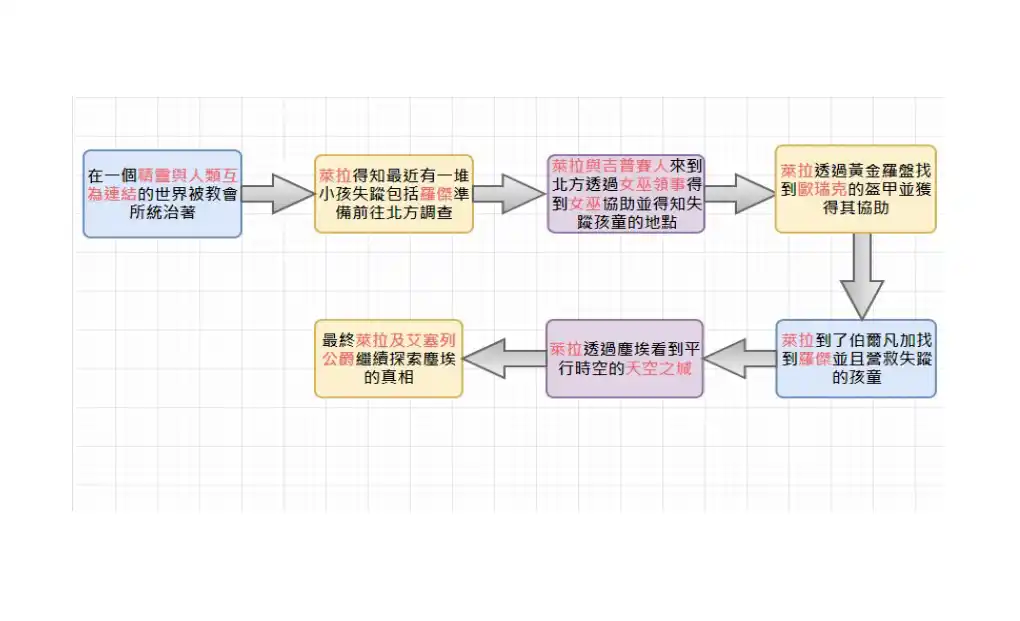 在一個精靈與人類互
為連結的世界被教會
所統治著
萊拉得知最近有一堆
小孩失蹤包括羅傑準
備前往北方調查
萊拉與吉普賽人來到
北方透過女巫領事得
到女巫協助並得知失
蹤孩童的地點
萊拉透過黃金羅盤找
到歐瑞克的盔甲並獲
得其協助
萊拉到了伯爾凡加找
到羅傑並且營救失蹤
的孩童
萊拉透過塵埃看到平
行時空的天空之城
最終萊拉及艾塞列
公爵繼續探索塵埃
的真相